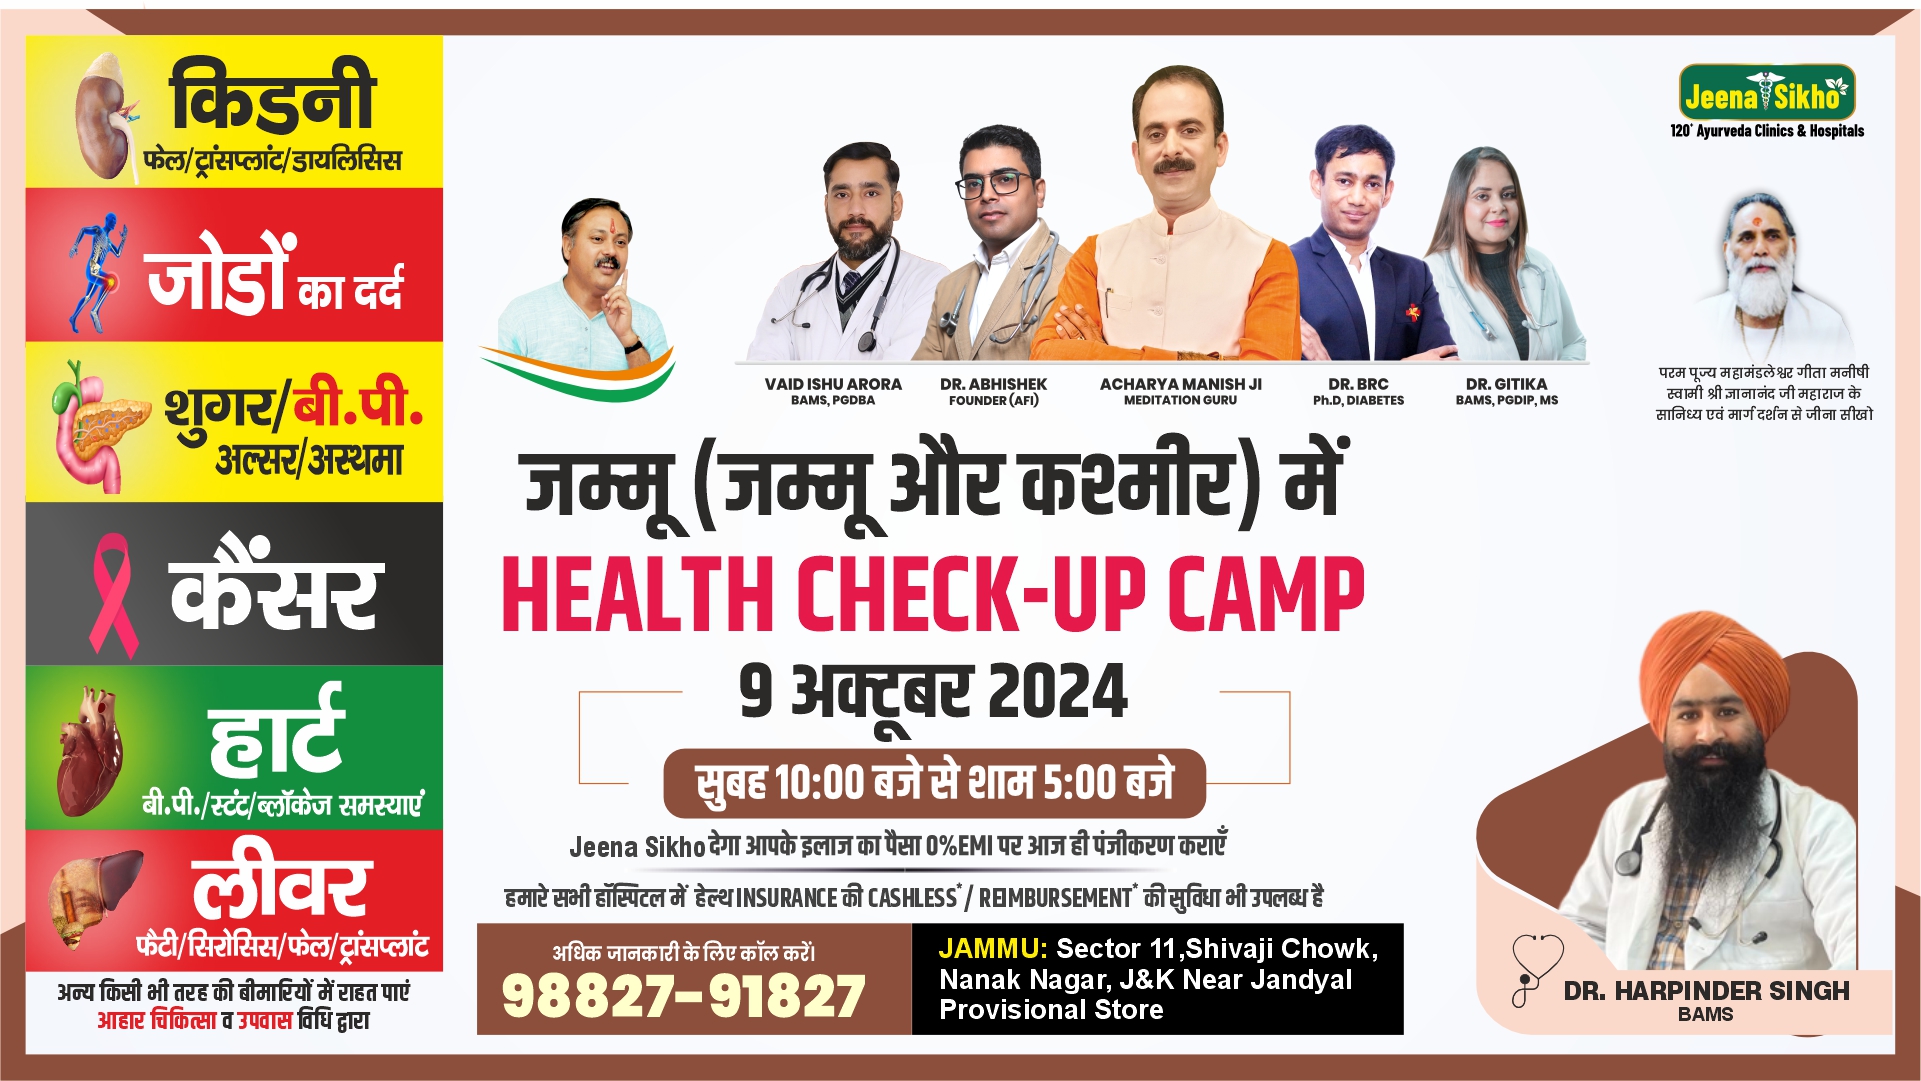 किडनी
फेल/ट्रांसप्लांट/डायलिसिस
जोडों का दर्द
शुगर/बी.पी.
अल्सर/अस्थमा
कैंसर
हार्ट
बी.पी./स्टंट/ब्लॉकेज समस्याएं
लीवर
फैटी/सिरोसिस/फेल/ट्रांसप्लांट
अन्य किसी भी तरह की बीमारियों में राहत पाएं
आहार चिकित्सा व उपवास विधि द्वारा
Jeena Sikho
120+ Ayurveda Clinics & Hospitals
VAID ISHU ARORA
BAMS, PGDBA
DR. ABHISHEK
FOUNDER (AFI)
ACHARYA MANISH JI
MEDITATION GURU
DR. BRC
Ph.D, DIABETES
DR. GITIKA
BAMS, PGDIP, MS
परम पूज्य महामंडलेश्वर गीता मनीषी
स्वामी श्री ज्ञानानंद जी महाराज के
सानिध्य एवं मार्ग दर्शन से जीना सीखो
जम्मू (जम्मू और कश्मीर) में
HEALTH CHECK-UP CAMP
9 अक्टूबर 2024
सुबह 10:00 बजे से शाम 5:00 बजे
Jeena Sikho देगा आपके इलाज का पैसा 0%EMI पर आज ही पंजीकरण कराएँ
हमारे सभी हॉस्पिटल में हेल्थ INSURANCE की CASHLESS*/ REIMBURSEMENT* की सुविधा भी उपलब्ध है
अधिक जानकारी के लिए कॉल करें।
98827-91827
JAMMU: Sector 11,Shivaji Chowk,
Nanak Nagar, J&K Near Jandyal
Provisional Store
DR. HARPINDER SINGH
BAMS